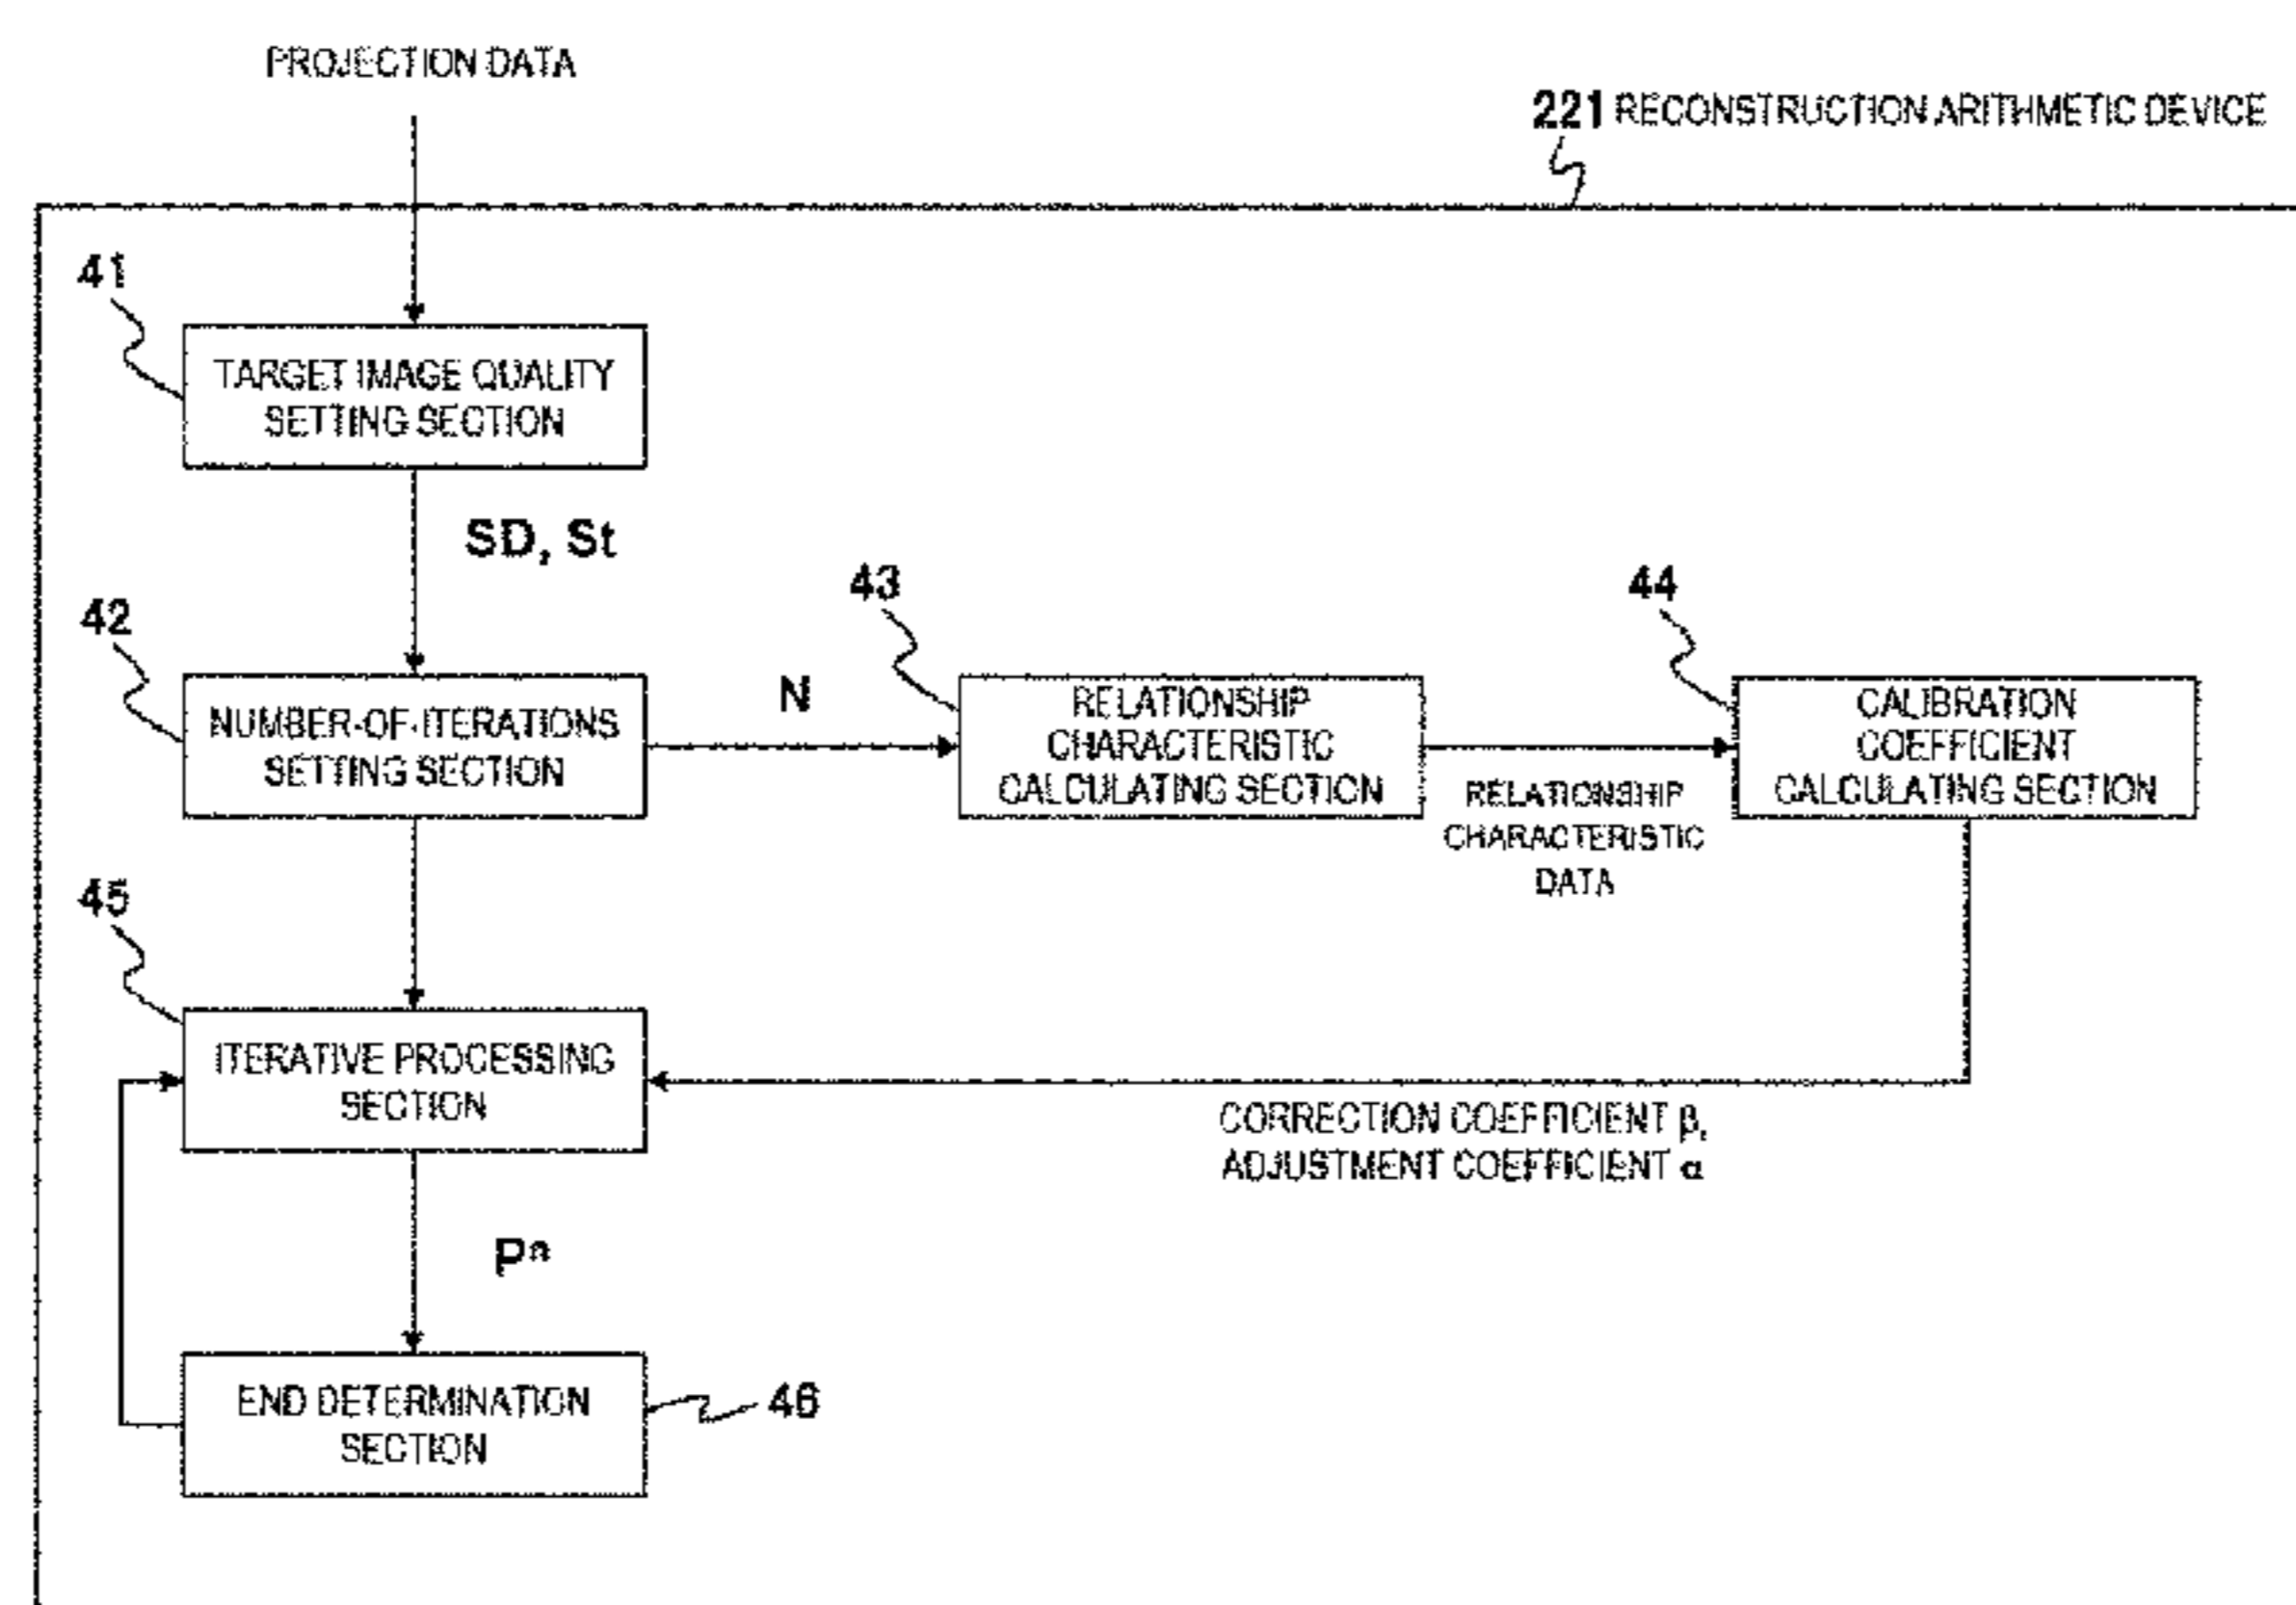 PROJECTION DATA
221 RECONSTRUCTION ARITHMETIC DEVICE
41
TARGET IMAGE QUALITY
SETTING SECTION
SD, St
42
NUMBER-OF-ITERATIONS
SETTING SECTION
N
43
RELATIONSHIP
CHARACTERISTIC
CALCULATING SECTION
RELATIONSHIP
CHARACTERISTIC
DATA
44
CALIBRATION
COEFFICIENT
CALCULATING SECTION
45
ITERATIVE PROCESSING
SECTION
CORRECTION COEFFICIENT β,
ADJUSTMENT COEFFICIENT α
Pⁿ
END DETERMINATION
SECTION
46